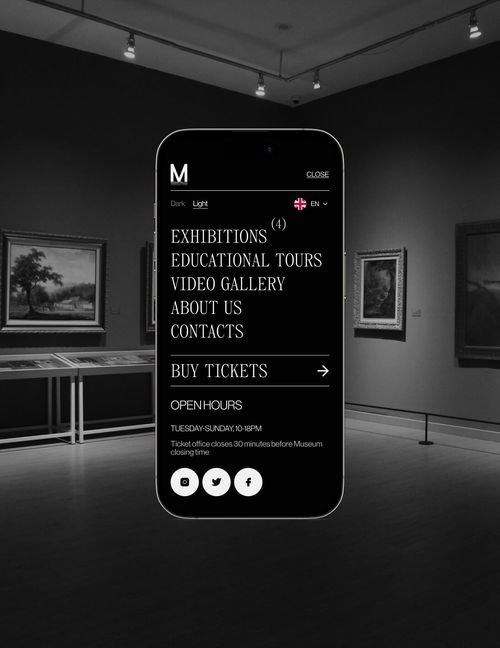 M
CLOSE
Dark Light EN
EXHIBITIONS (4)
EDUCATIONAL TOURS
VIDEO GALLERY
ABOUT US
CONTACTS
BUY TICKETS
OPEN HOURS
TUESDAY-SUNDAY, 10-18PM
Ticket office closes 30 minutes before Museum
closing time